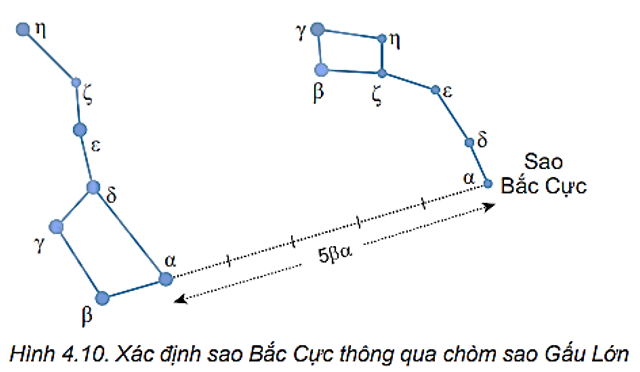 η
ζ
ε
δ
γ
α
β
γ
η
β
ζ
ε
δ
α
Sao
Bắc Cực
5βα
Hình 4.10. Xác định sao Bắc Cực thông qua chòm sao Gấu Lớn